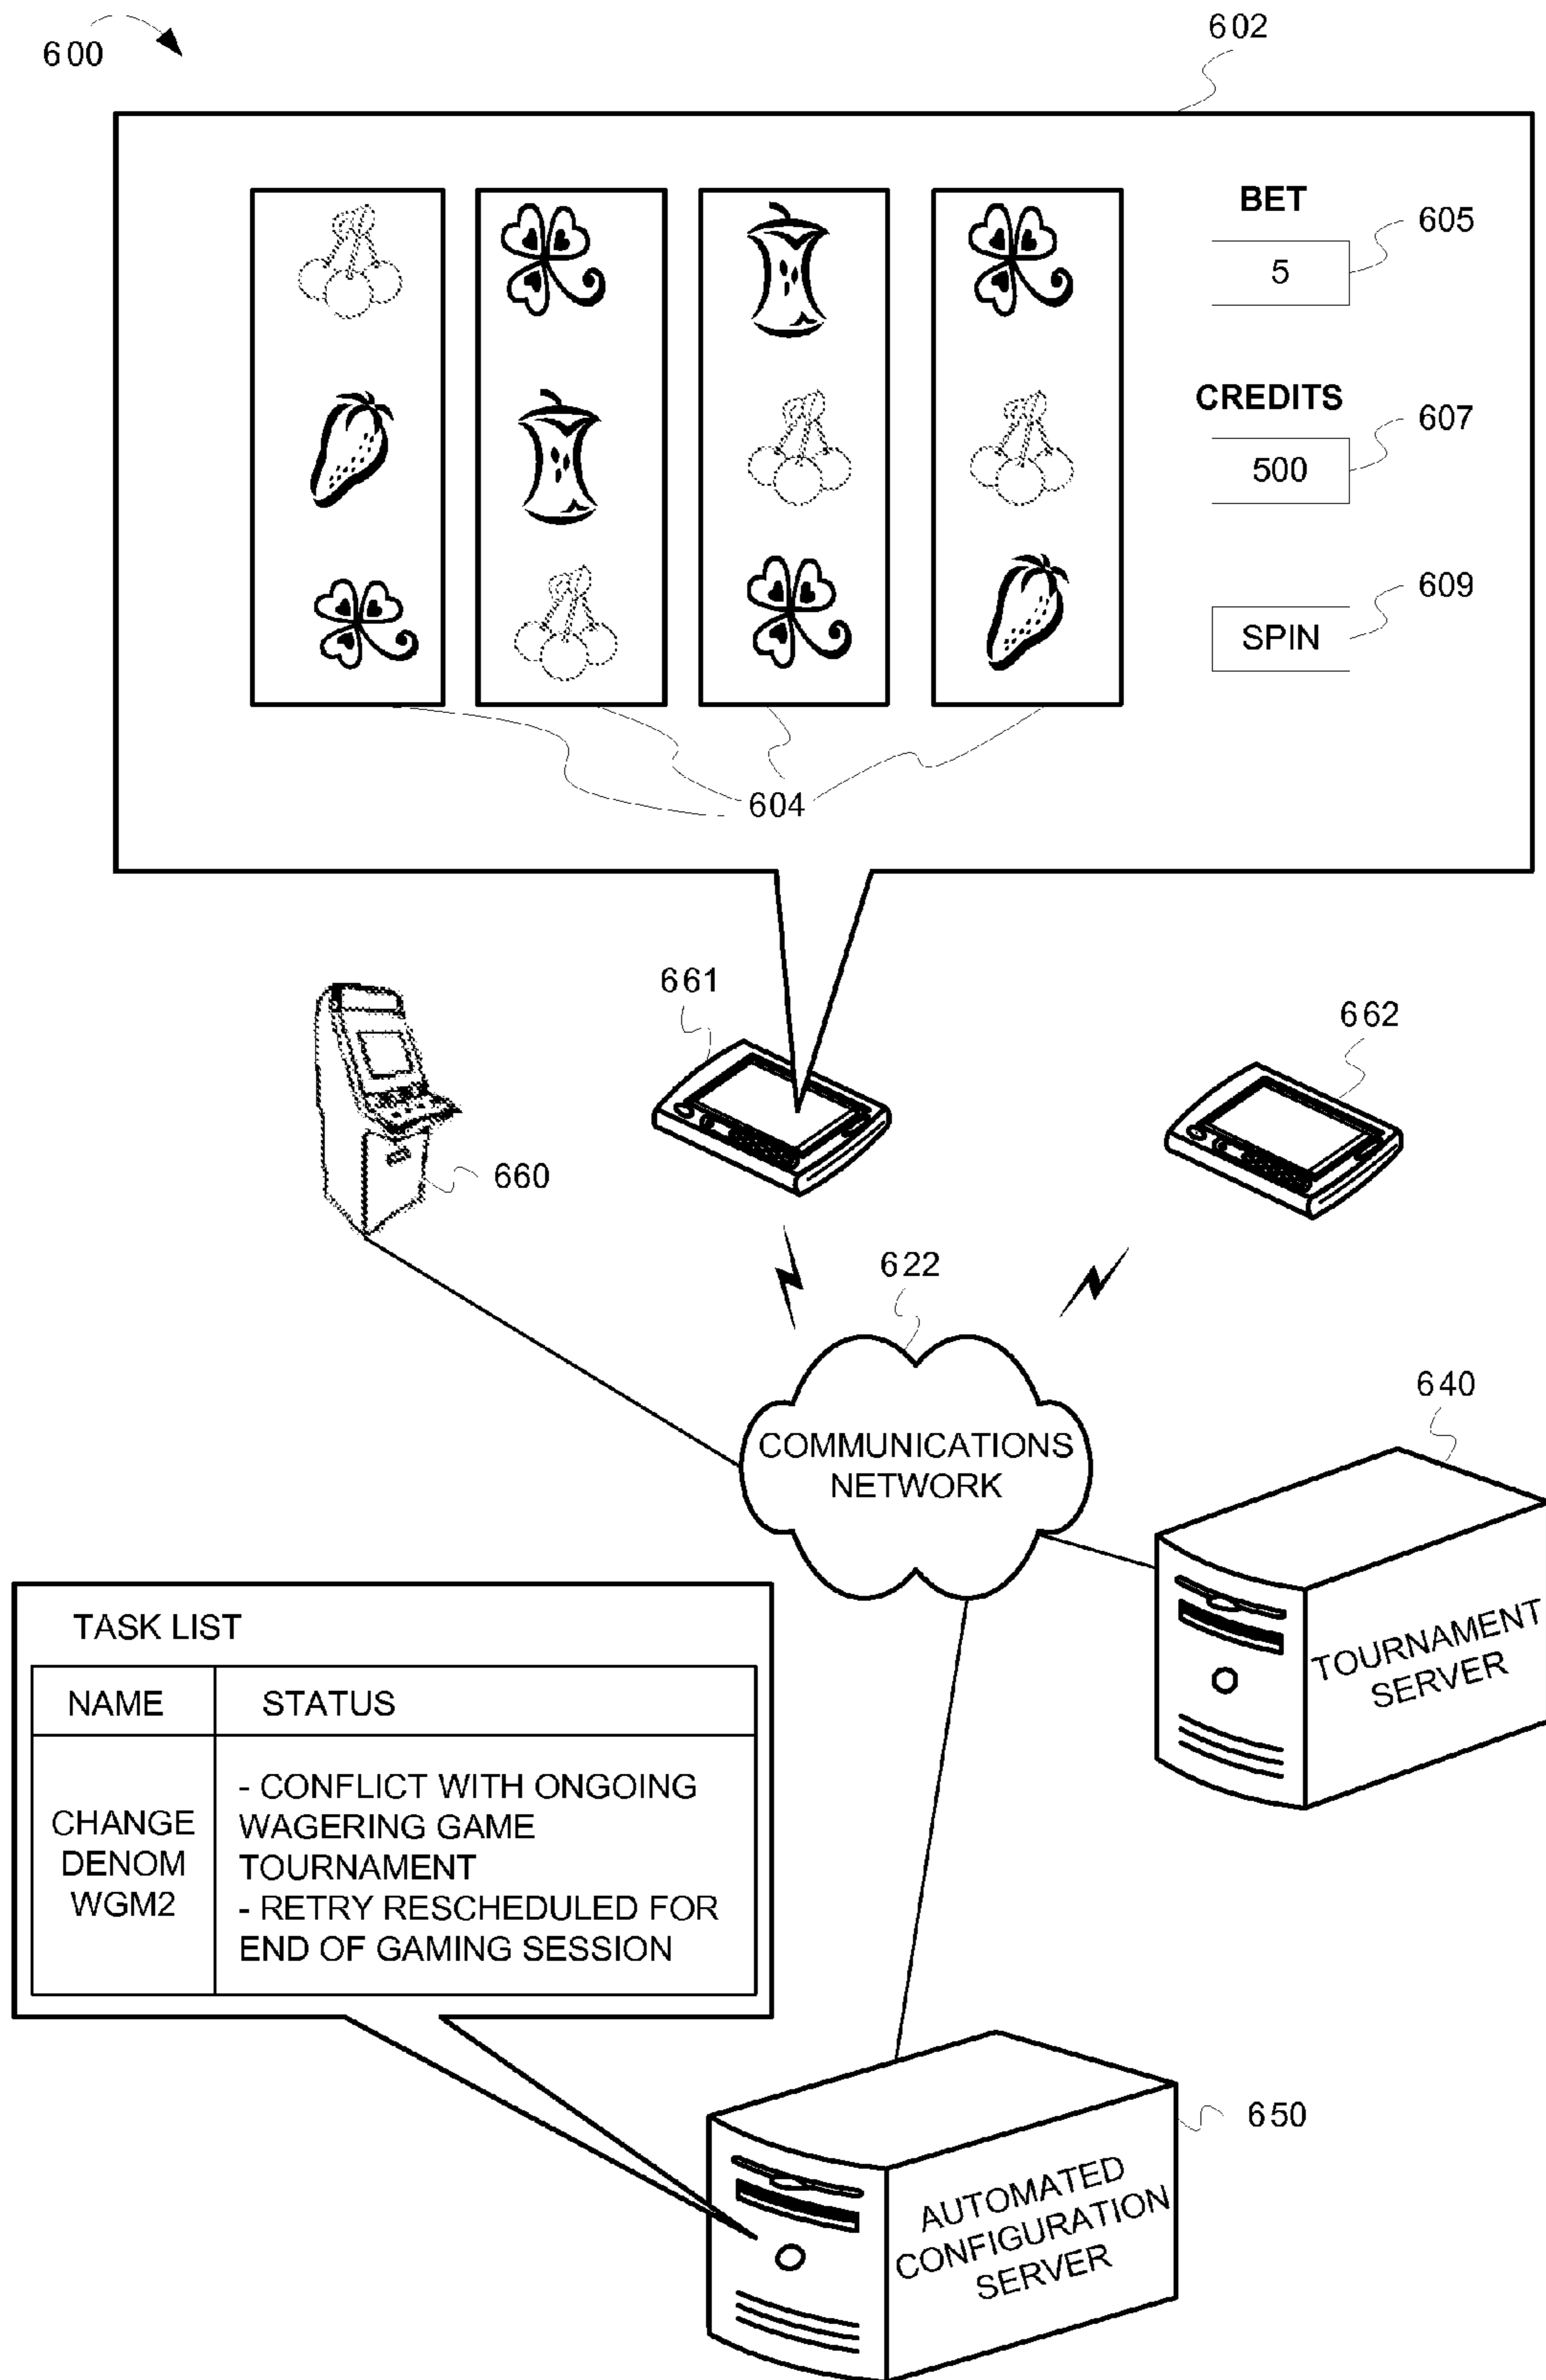 600
602
BET
605
5
CREDITS
607
500
609
SPIN
604
661
662
660
622
COMMUNICATIONS
NETWORK
640
TOURNAMENT
SERVER
TASK LIST
NAME
STATUS
CHANGE
DENOM
WGM2
- CONFLICT WITH ONGOING
WAGERING GAME
TOURNAMENT
- RETRY RESCHEDULED FOR
END OF GAMING SESSION
650
AUTOMATED
CONFIGURATION
SERVER